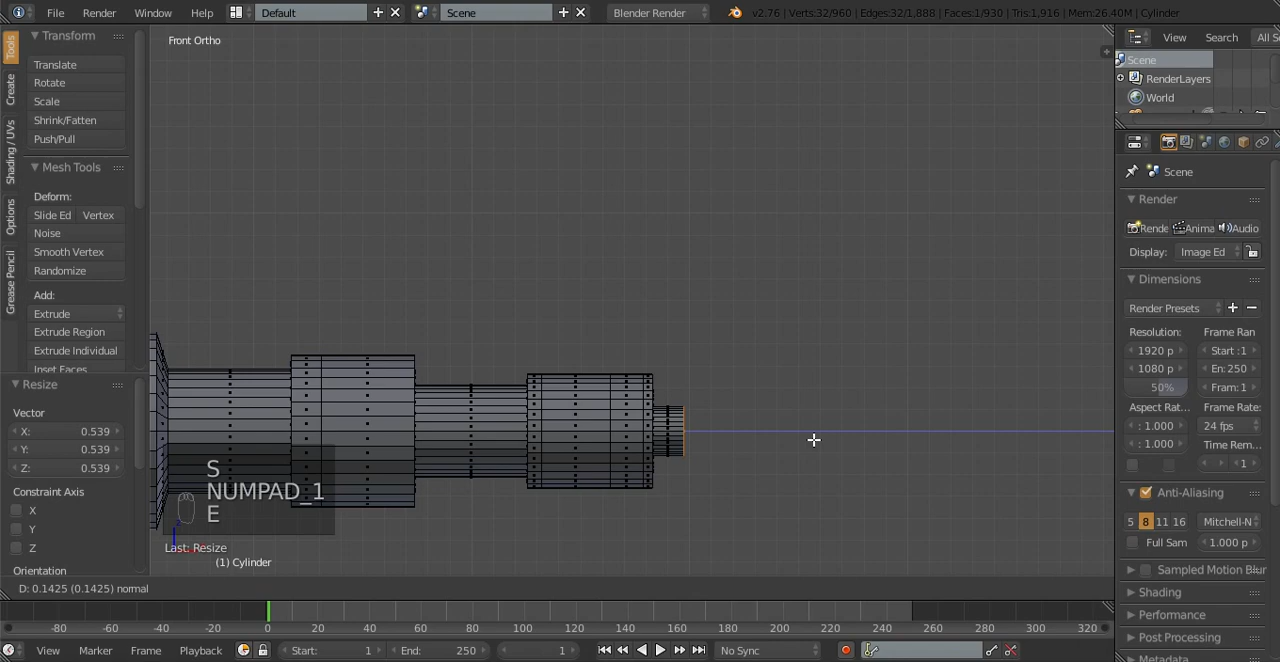 File Render Window Help Default Scene Blender Render v2.76 | Verts:32/960 | Edges:32/1,888 | Faces:1/930 | Tris:1,916 | Mem:26.40M | Cylinder
Tools
Create
Shading / UVs
Options
Grease Pencil
Transform
Translate
Rotate
Scale
Shrink/Fatten
Push/Pull
Mesh Tools
Deform:
Slide Ed Vertex
Noise
Smooth Vertex
Randomize
Add:
Extrude
Extrude Region
Extrude Individual
Inset Faces
Resize
Vector
X: 0.539
Y: 0.539
Z: 0.539
Constraint Axis
X
Y
Z
Orientation
Front Ortho
S
NUMPAD_1
E
Last: Resize
(1) Cylinder
D: 0.1425 (0.1425) normal
View Search All S
Scene
RenderLayers
World
Scene
Render
Rende Anima Audio
Display: Image Ed
Dimensions
Render Presets
Resolution: Frame Ran
1920 p Start :1
1080 p En: 250
50% Fram: 1
Aspect Rat... Frame Rate:
: 1.000 24 fps
: 1.000 Time Rem...
1
Anti-Aliasing
5 8 11 16 Mitchell-N
Full Sam 1.000 p
Sampled Motion Blur
Shading
Performance
Post Processing
Metadata
-80 -60 -40 -20 0 20 40 60 80 100 120 140 160 180 200 220 240 260 280 300 320
View Marker Frame Playback Start: 1 End: 250 1 No Sync